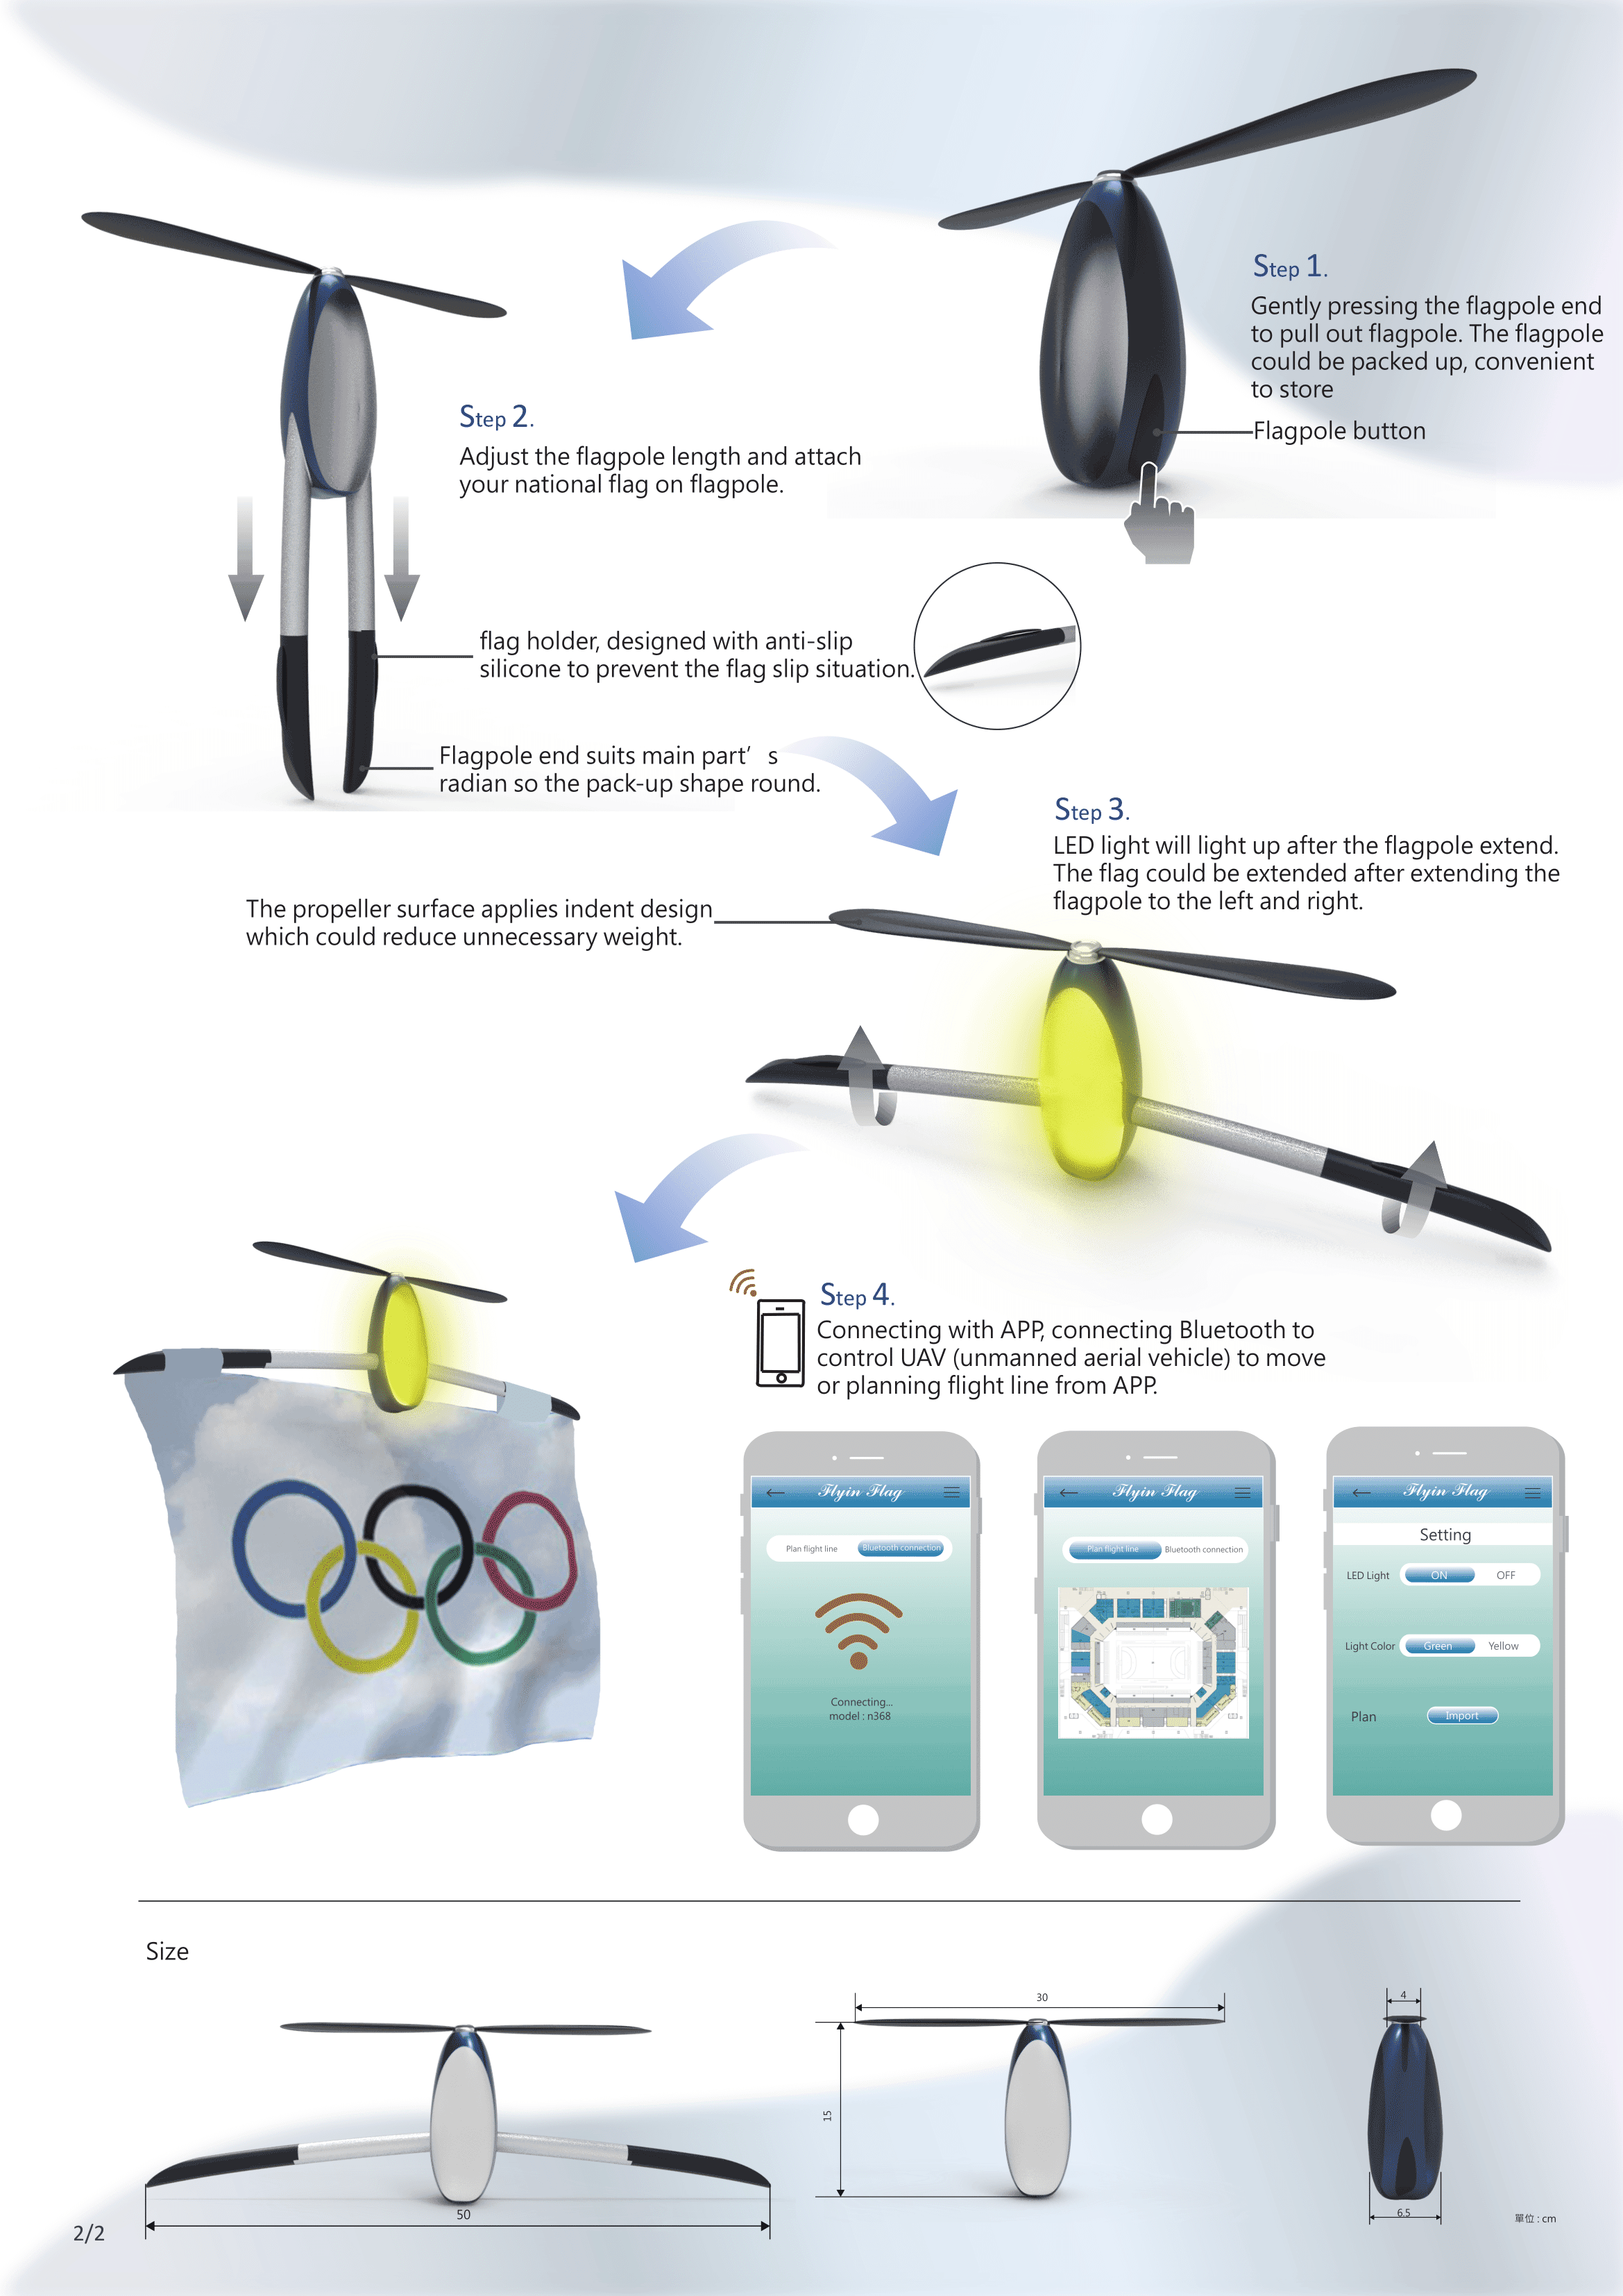 Step 1.
Gently pressing the flagpole end
to pull out flagpole. The flagpole
could be packed up, convenient
to store
Flagpole button
Step 2.
Adjust the flagpole length and attach
your national flag on flagpole.
flag holder, designed with anti-slip
silicone to prevent the flag slip situation.
Flagpole end suits main part’ s
radian so the pack-up shape round.
Step 3.
LED light will light up after the flagpole extend.
The flag could be extended after extending the
flagpole to the left and right.
The propeller surface applies indent design
which could reduce unnecessary weight.
Step 4.
Connecting with APP, connecting Bluetooth to
control UAV (unmanned aerial vehicle) to move
or planning flight line from APP.
Flyin Flag
Plan flight line Bluetooth connection
Connecting...
model : n368
Flyin Flag
Plan flight line Bluetooth connection
Flyin Flag
Setting
LED Light ON OFF
Light Color Green Yellow
Plan Import
Size
50
30
15
4
6.5
單位 : cm
2/2